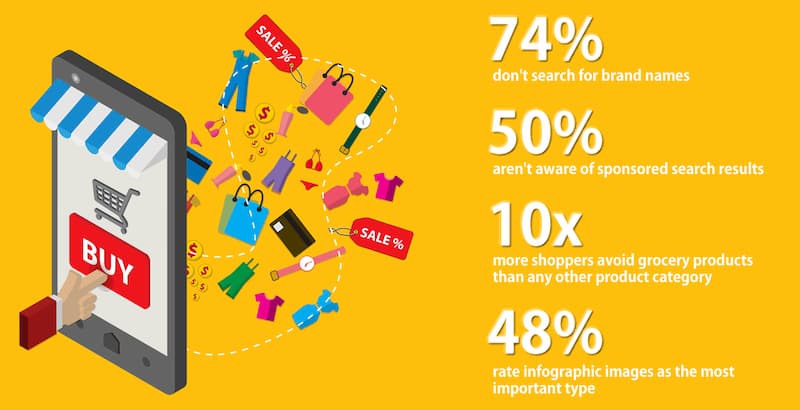 SALE %
SALE %
BUY
74%
don't search for brand names
50%
aren't aware of sponsored search results
10x
more shoppers avoid grocery products
than any other product category
48%
rate infographic images as the most
important type